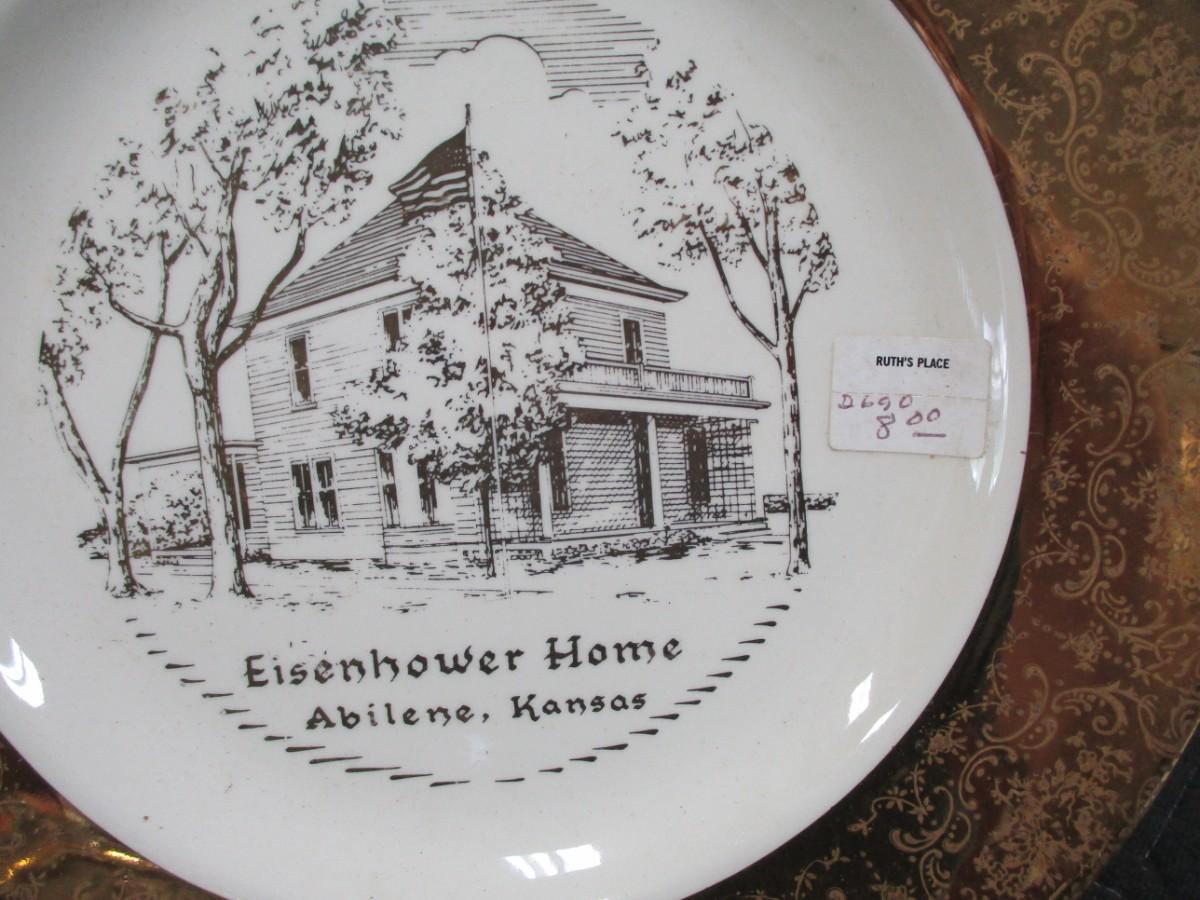 Eisenhower Home
Abilene, Kansas
RUTH'S PLACE
D690
8 00